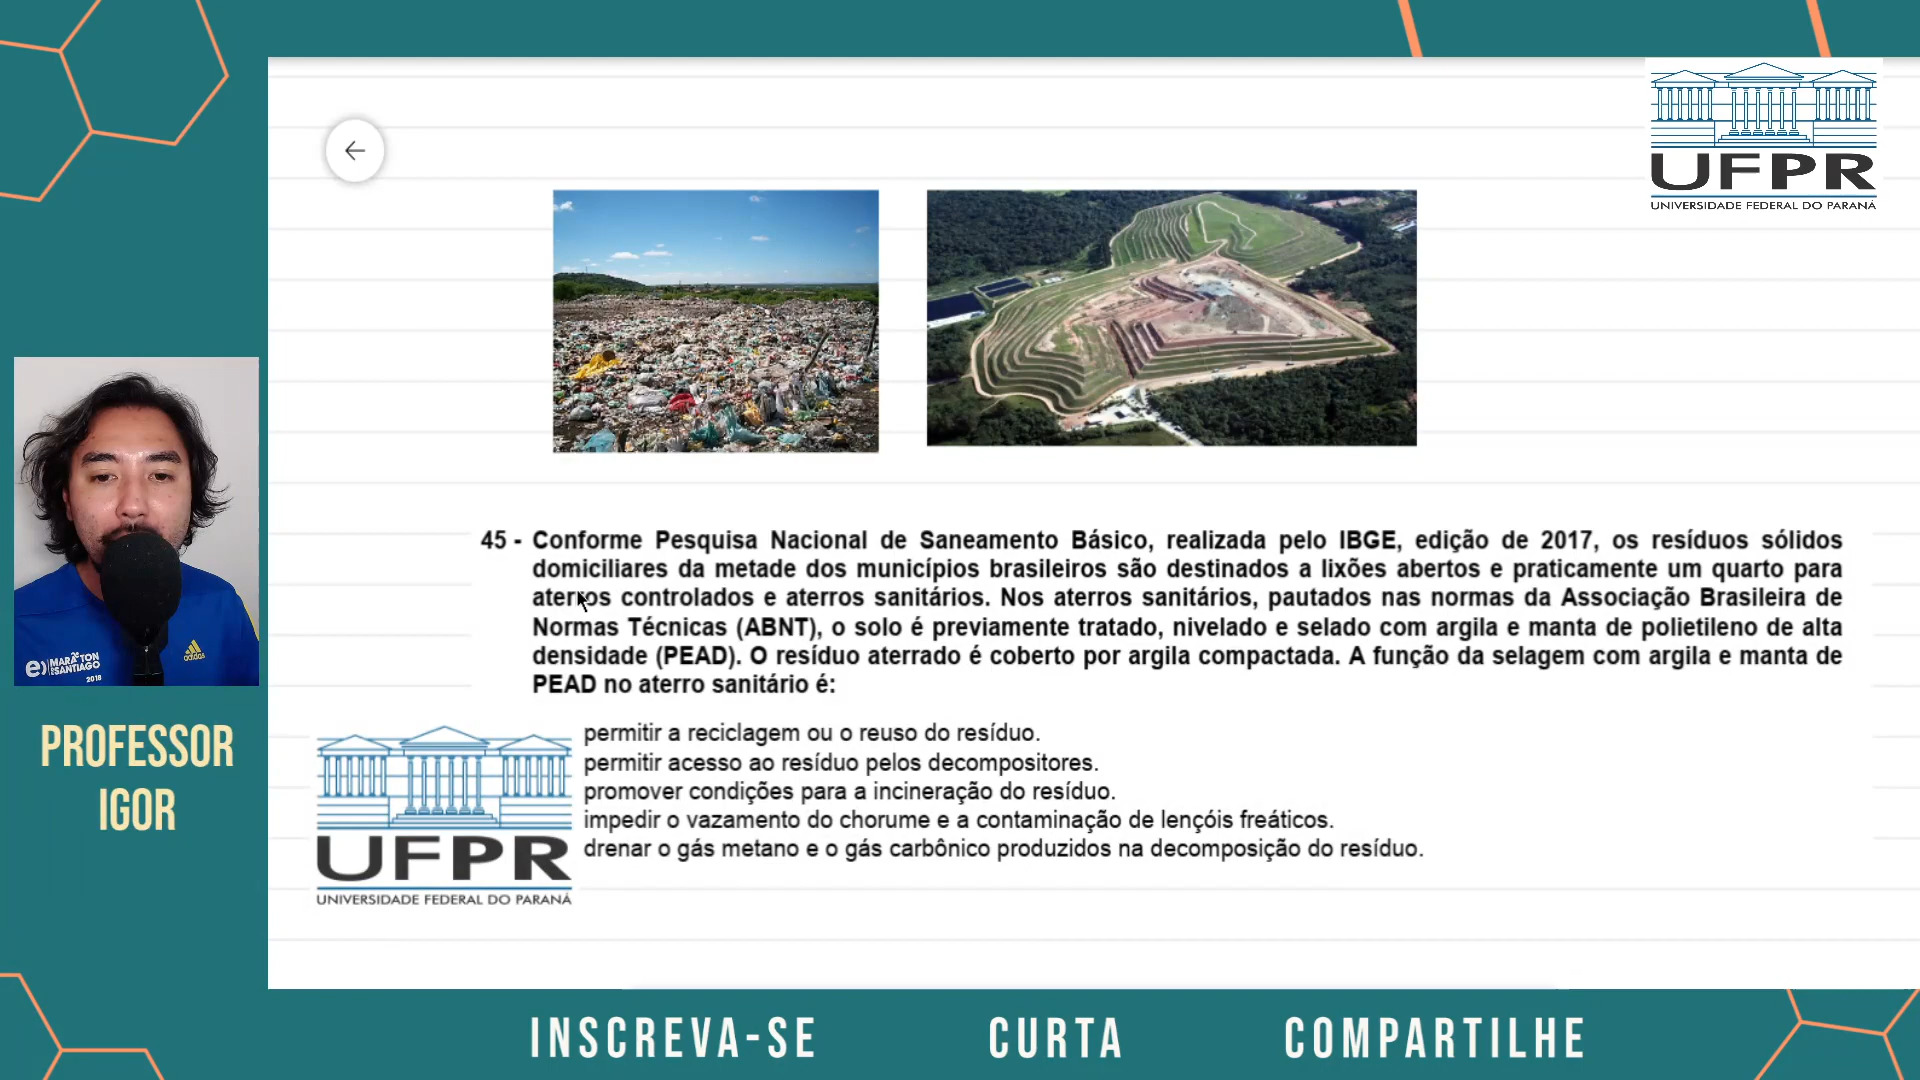 UFPR
UNIVERSIDADE FEDERAL DO PARANÁ
45 - Conforme Pesquisa Nacional de Saneamento Básico, realizada pelo IBGE, edição de 2017, os resíduos sólidos
domiciliares da metade dos municípios brasileiros são destinados a lixões abertos e praticamente um quarto para
aterros controlados e aterros sanitários. Nos aterros sanitários, pautados nas normas da Associação Brasileira de
Normas Técnicas (ABNT), o solo é previamente tratado, nivelado e selado com argila e manta de polietileno de alta
densidade (PEAD). O resíduo aterrado é coberto por argila compactada. A função da selagem com argila e manta de
PEAD no aterro sanitário é:
permitir a reciclagem ou o reuso do resíduo.
permitir acesso ao resíduo pelos decompositores.
promover condições para a incineração do resíduo.
impedir o vazamento do chorume e a contaminação de lençóis freáticos.
drenar o gás metano e o gás carbônico produzidos na decomposição do resíduo.
UFPR
UNIVERSIDADE FEDERAL DO PARANÁ
MARATON
SANTIAGO
2018
adidas
PROFESSOR
IGOR
INSCREVA-SE
CURTA
COMPARTILHE